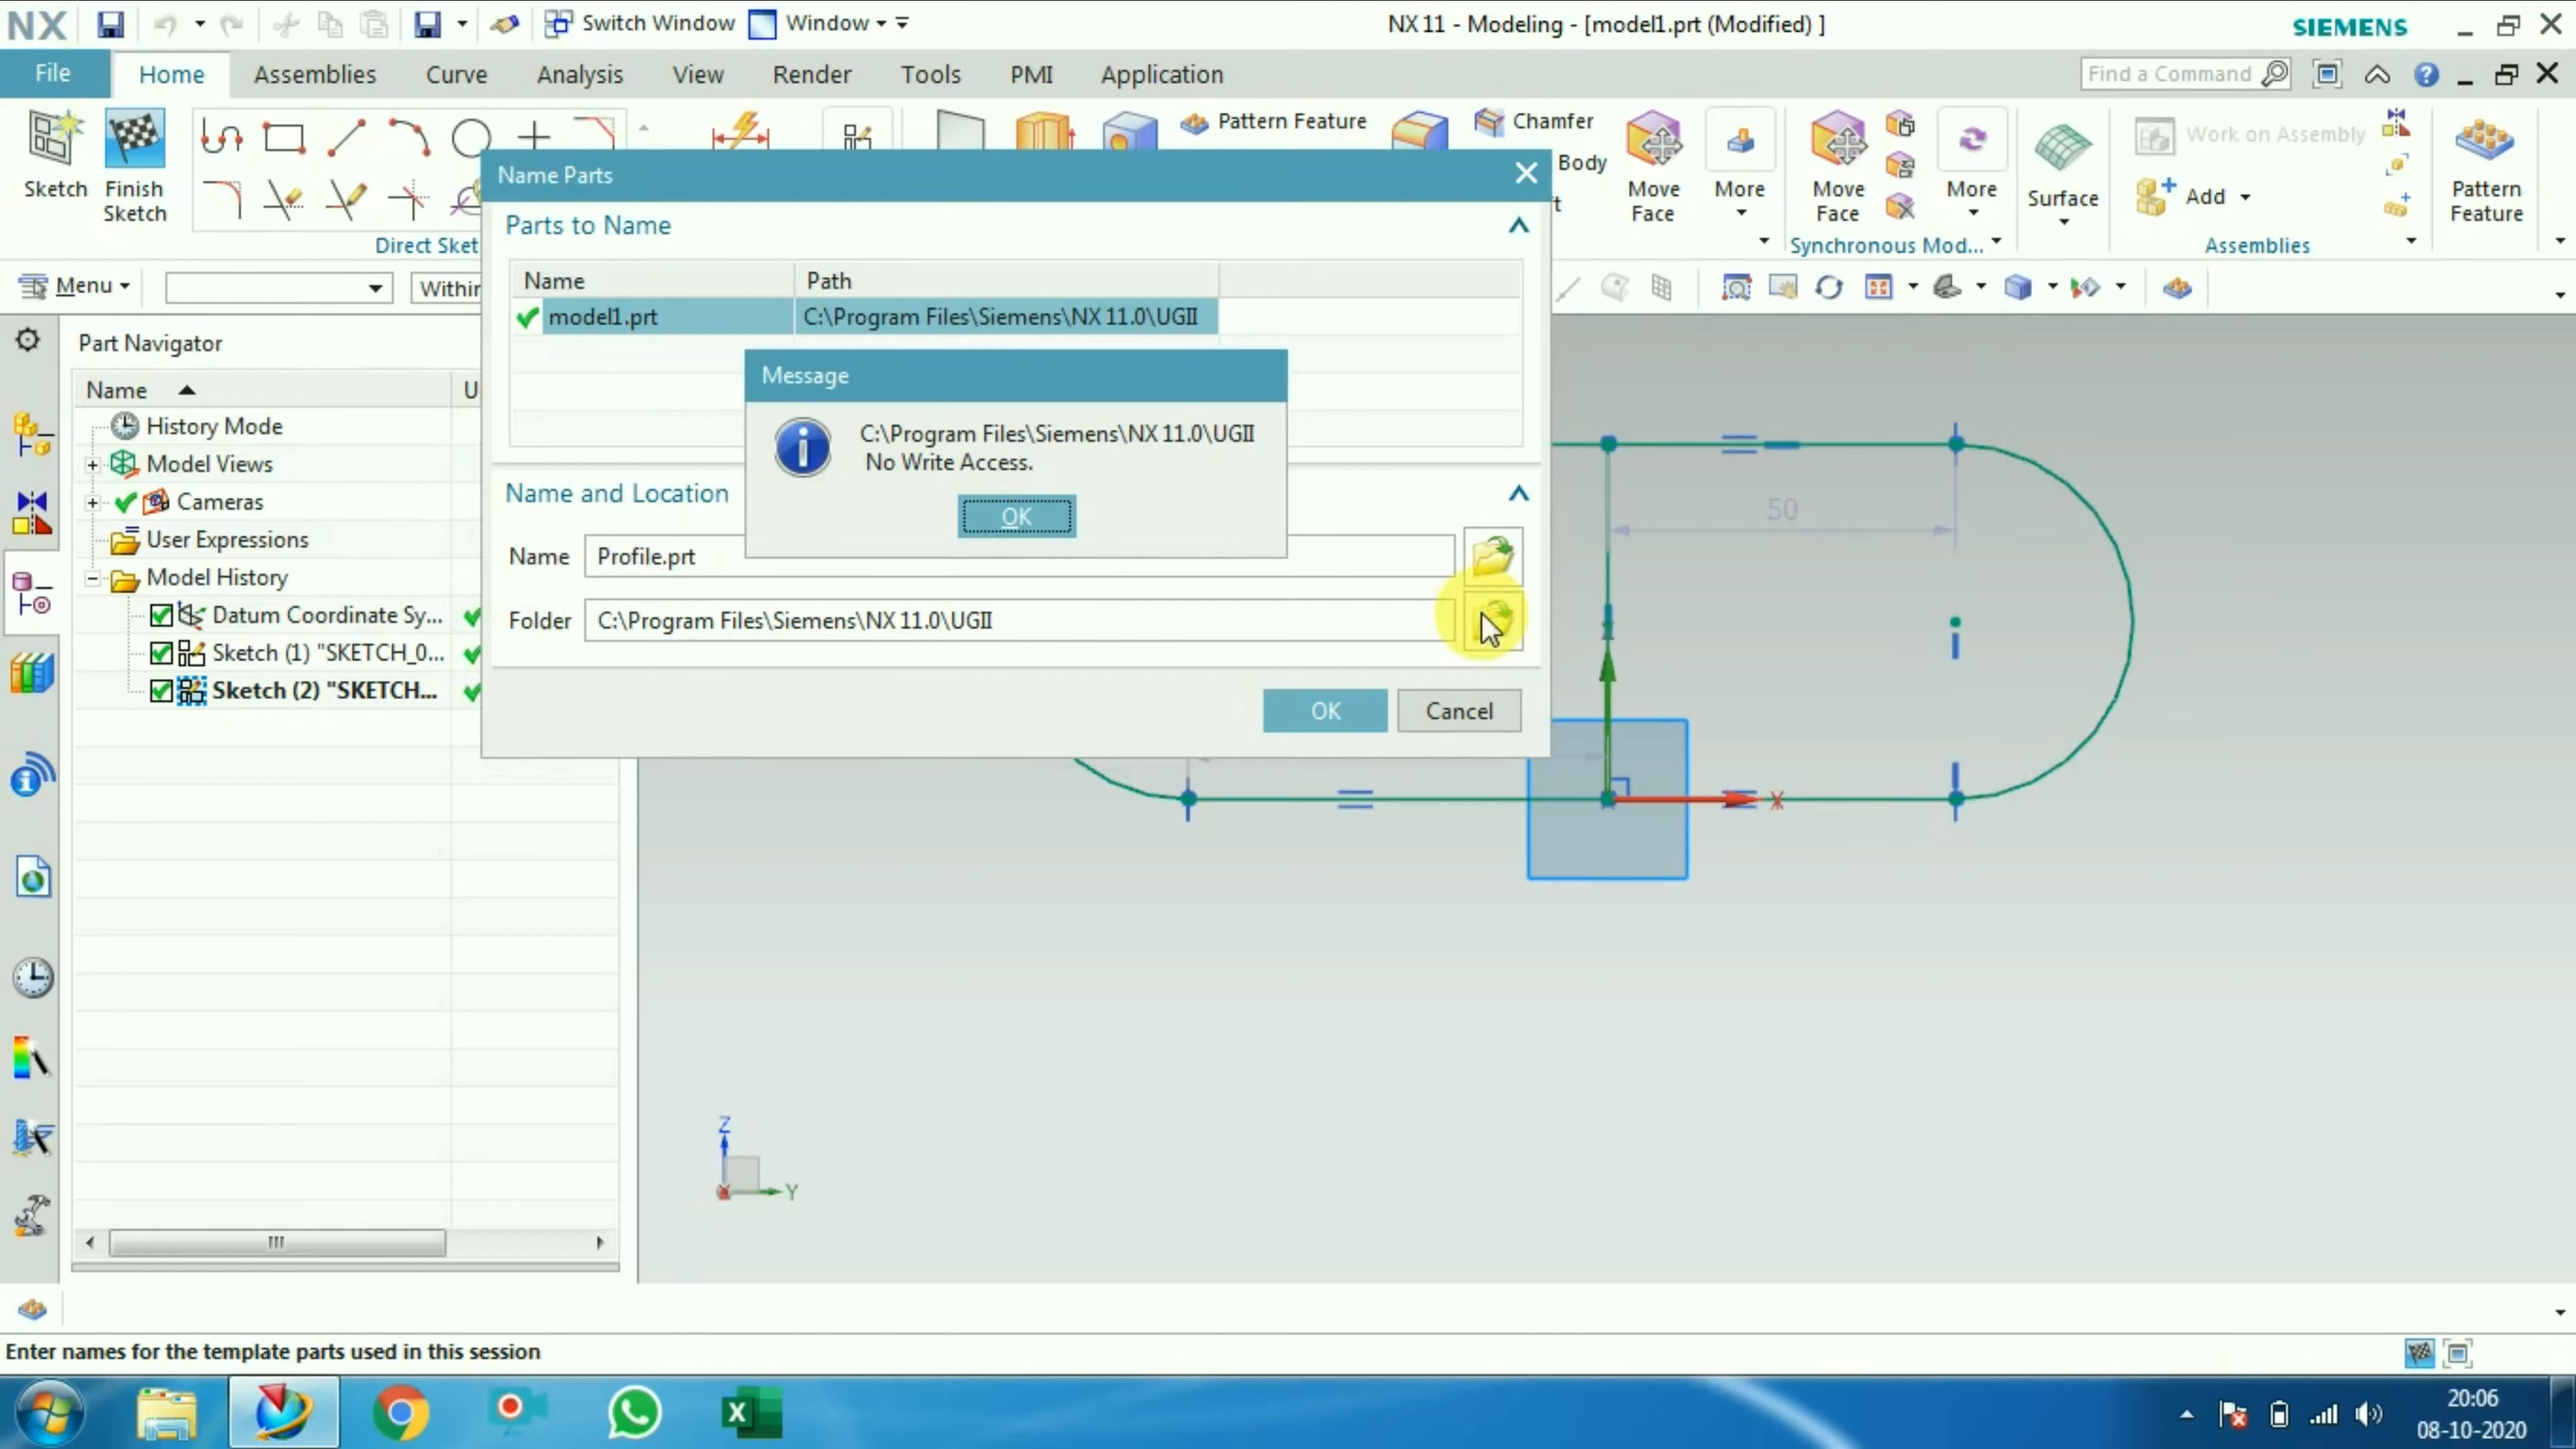 NX
Switch Window
Window
NX 11 - Modeling - [model1.prt (Modified) ]
SIEMENS
File
Home
Assemblies
Curve
Analysis
View
Render
Tools
PMI
Application
Find a Command
Sketch
Finish
Sketch
Direct Sket
Pattern Feature
Chamfer
Body
Move
Face
More
Move
Face
More
Synchronous Mod...
Surface
Work on Assembly
Add
Assemblies
Pattern
Feature
Menu
Name Parts
Parts to Name
Name
Path
model1.prt
C:\Program Files\Siemens\NX 11.0\UGII
Message
C:\Program Files\Siemens\NX 11.0\UGII
No Write Access.
OK
Name and Location
Name
Profile.prt
Folder
C:\Program Files\Siemens\NX 11.0\UGII
OK
Cancel
Part Navigator
Name
U
History Mode
Model Views
Cameras
User Expressions
Model History
Datum Coordinate Sy...
Sketch (1) "SKETCH_0...
Sketch (2) "SKETCH...
50
X
Z
Y
Enter names for the template parts used in this session
20:06
08-10-2020